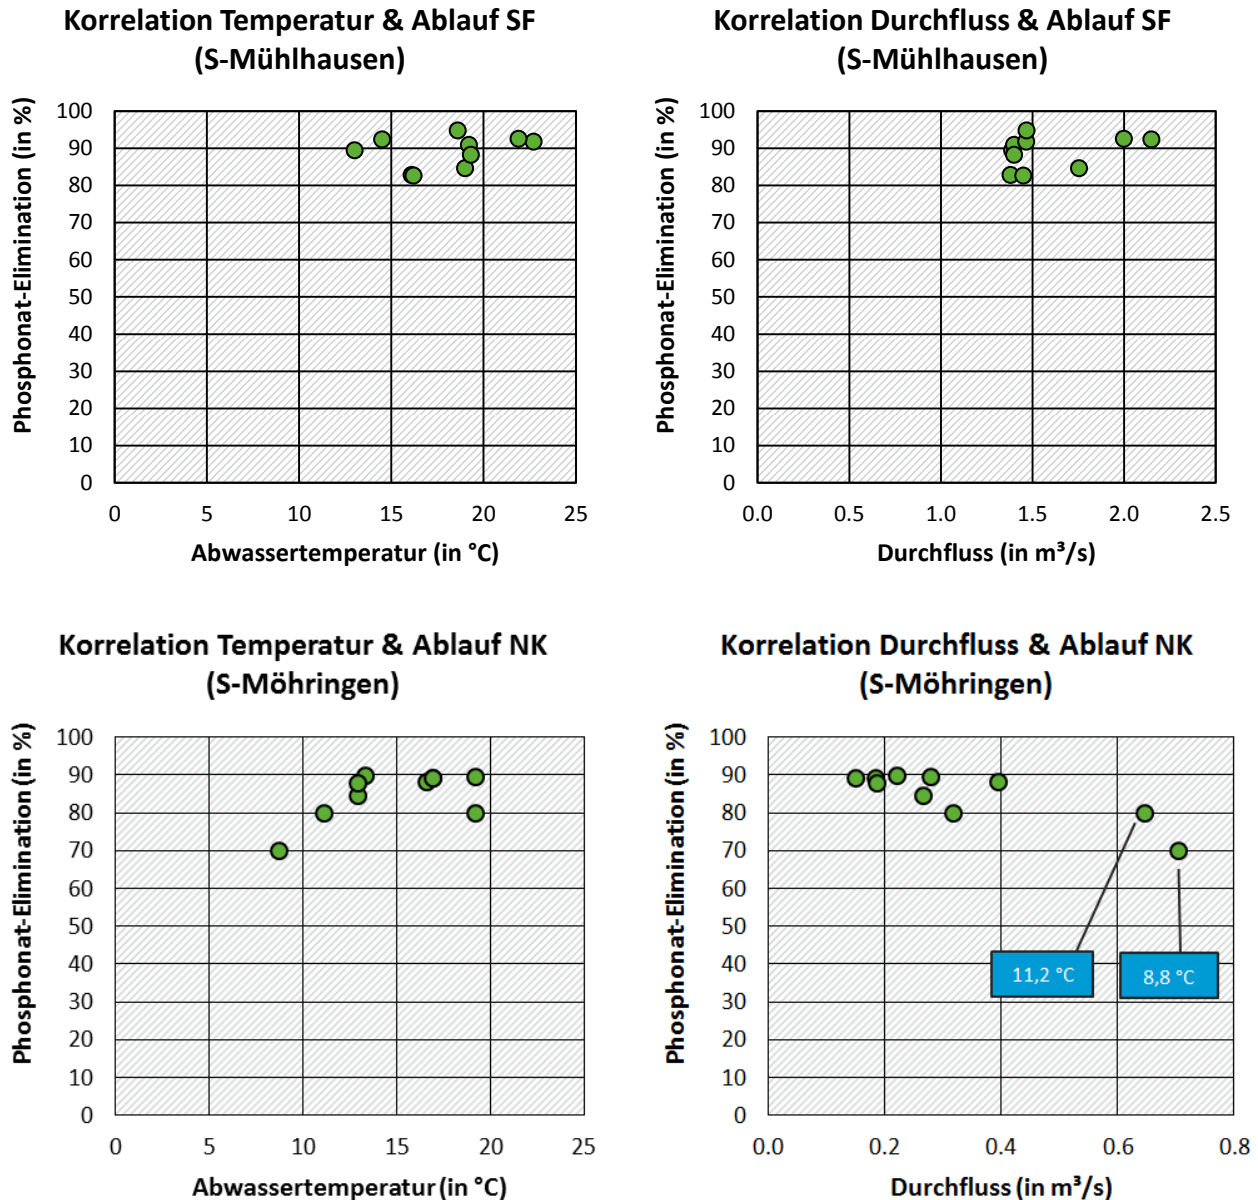 Korrelation Temperatur & Ablauf SF
(S-Mühlhausen)
Phosphonat-Elimination (in %)
100
90
80
70
60
50
40
30
20
10
0
0 5 10 15 20 25
Abwassertemperatur (in °C)
Korrelation Durchfluss & Ablauf SF
(S-Mühlhausen)
Phosphonat-Elimination (in %)
100
90
80
70
60
50
40
30
20
10
0
0.0 0.5 1.0 1.5 2.0 2.5
Durchfluss (in m³/s)
Korrelation Temperatur & Ablauf NK
(S-Möhringen)
Phosphonat-Elimination (in %)
100
90
80
70
60
50
40
30
20
10
0
0 5 10 15 20 25
Abwassertemperatur (in °C)
Korrelation Durchfluss & Ablauf NK
(S-Möhringen)
Phosphonat-Elimination (in %)
100
90
80
70
60
50
40
30
20
10
0
11,2 °C
8,8 °C
0.0 0.2 0.4 0.6 0.8
Durchfluss (in m³/s)